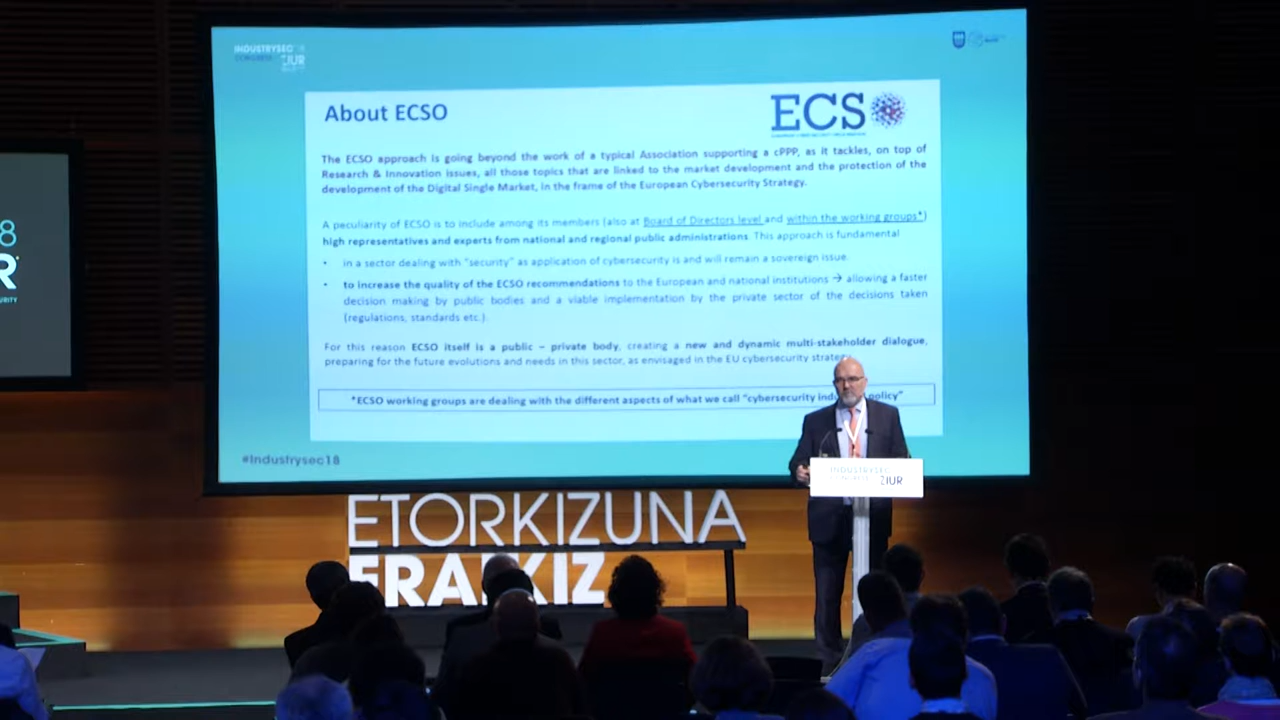 INDUSTRYSEC 18
CONGRESS
ZIUR
About ECSO
ECSO
The ECSO approach is going beyond the work of a typical Association supporting a cPPP, as it tackles, on top of
Research & Innovation issues, all those topics that are linked to the market development and the protection of the
development of the Digital Single Market, in the frame of the European Cybersecurity Strategy.
A peculiarity of ECSO is to include among its members (also at Board of Directors level and within the working groups*)
high representatives and experts from national and regional public administrations. This approach is fundamental
• in a sector dealing with "security" as application of cybersecurity is and will remain a sovereign issue.
• to increase the quality of the ECSO recommendations to the European and national institutions → allowing a faster
decision making by public bodies and a viable implementation by the private sector of the decisions taken
(regulations, standards etc.).
For this reason ECSO itself is a public – private body, creating a new and dynamic multi-stakeholder dialogue,
preparing for the future evolutions and needs in this sector, as envisaged in the EU cybersecurity strategy
*ECSO working groups are dealing with the different aspects of what we call "cybersecurity policy"
#Industrysec18
8
R
URITY
INDUSTRYSEC
ZIUR
ETORKIZUNA
ERAIKIZ